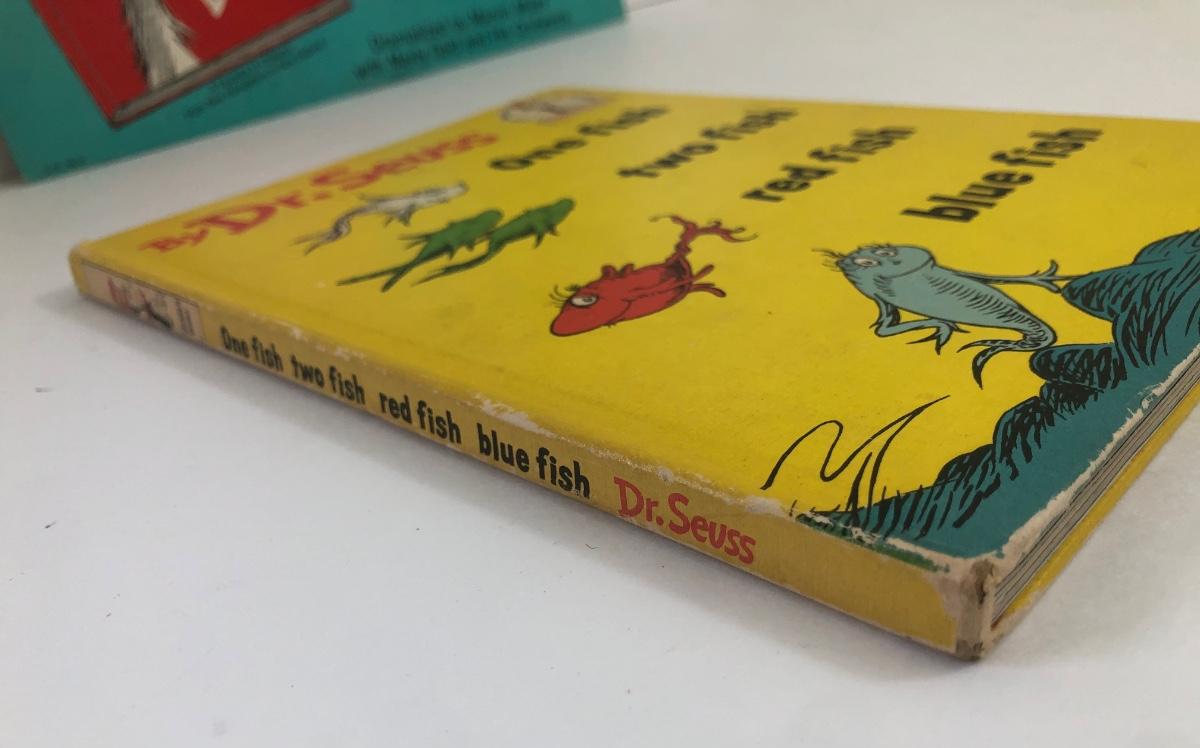 By Dr. Seuss
One fish
two fish
red fish
blue fish
One fish two fish red fish blue fish Dr. Seuss